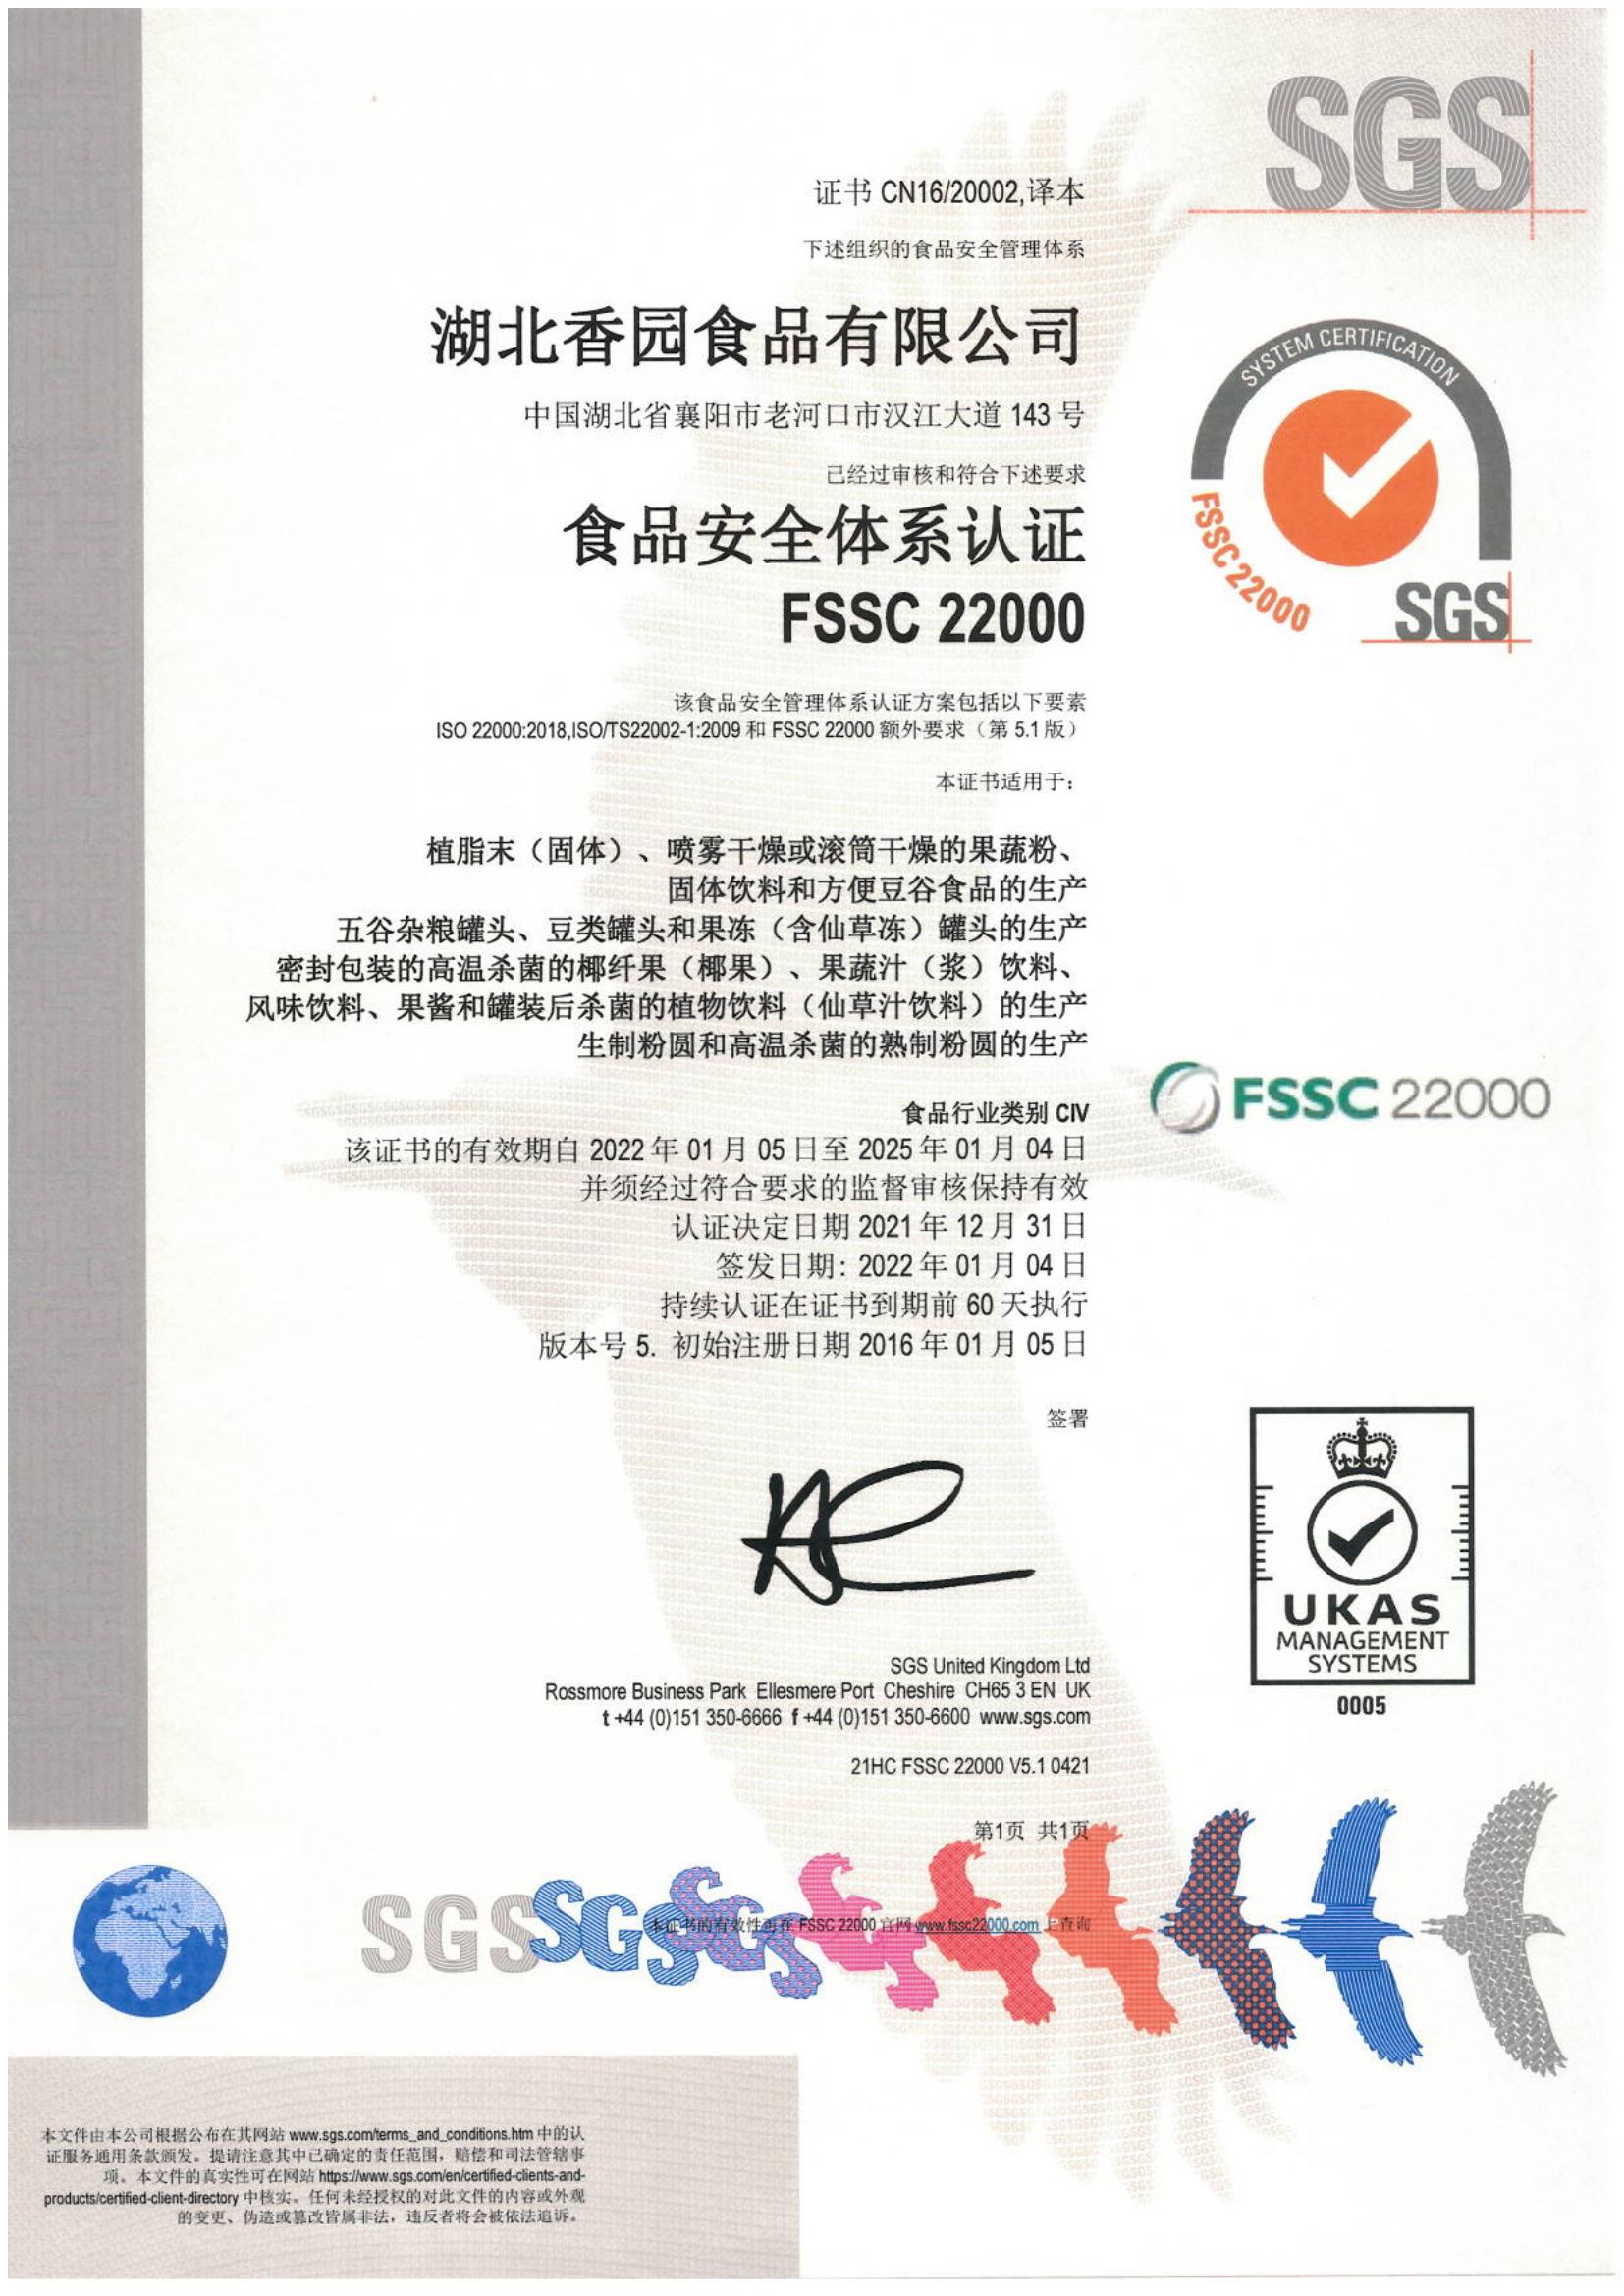 SGS
证书 CN16/20002,译本
下述组织的食品安全管理体系
湖北香园食品有限公司
中国湖北省襄阳市老河口市汉江大道 143 号
已经过审核和符合下述要求
食品安全体系认证
FSSC 22000
SYSTEM CERTIFICATION
FSSC 22000
SGS
该食品安全管理体系认证方案包括以下要素
ISO 22000:2018,ISO/TS22002-1:2009 和 FSSC 22000 额外要求（第 5.1 版）
本证书适用于:
植脂末（固体）、喷雾干燥或滚筒干燥的果蔬粉、
固体饮料和方便豆谷食品的生产
五谷杂粮罐头、豆类罐头和果冻（含仙草冻）罐头的生产
密封包装的高温杀菌的椰纤果（椰果）、果蔬汁（浆）饮料、
风味饮料、果酱和罐装后杀菌的植物饮料（仙草汁饮料）的生产
生制粉圆和高温杀菌的熟制粉圆的生产
FSSC 22000
食品行业类别 CIV
该证书的有效期自 2022 年 01 月 05 日至 2025 年 01 月 04 日
并须经过符合要求的监督审核保持有效
认证决定日期 2021 年 12 月 31 日
签发日期: 2022 年 01 月 04 日
持续认证在证书到期前 60 天执行
版本号 5. 初始注册日期 2016 年 01 月 05 日
签署
UKAS
MANAGEMENT
SYSTEMS
0005
SGS United Kingdom Ltd
Rossmore Business Park Ellesmere Port Cheshire CH65 3 EN UK
t +44 (0)151 350-6666 f +44 (0)151 350-6600 www.sgs.com
21HC FSSC 22000 V5.1 0421
第1页 共1页
SGS SGS SGS
本证书的有效性可在 FSSC 22000 官网 www.fssc22000.com 上查询
本文件由本公司根据公布在其网站 www.sgs.com/terms_and_conditions.htm 中的认
证服务通用条款颁发。提请注意其中已确定的责任范围，赔偿和司法管辖事
项。本文件的真实性可在网站 https://www.sgs.com/en/certified-clients-and-
products/certified-client-directory 中核实。任何未经授权的对此文件的内容或外观
的变更、伪造或篡改皆属非法，违反者将会被依法追诉。